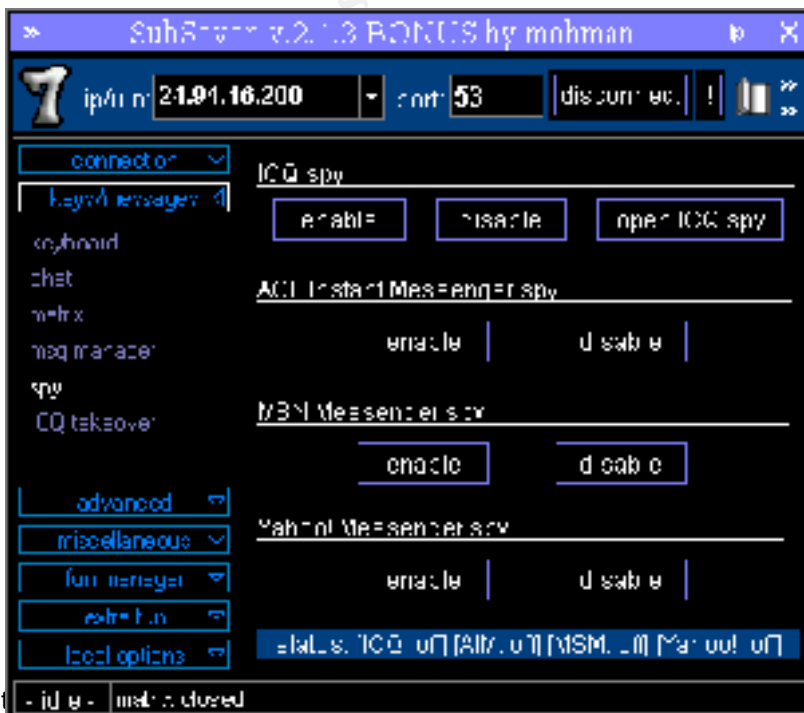 SubSeven v.2.1.3 BONUS by mobman
ip/uin: 24.94.16.200 port: 53 disconnect !
connection
keys/messages
keyboard
chat
matrix
msg manager
spy
ICQ takeover
advanced
miscellaneous
fun manager
extra fun
local options
ICQ spy
enable disable open ICQ spy
AOL Instant Messenger spy
enable disable
MSN Messenger spy
enable disable
Yahoo! Messenger spy
enable disable
status: [ICQ: off] [AIM: off] [MSM: off] [Yahoo!: off]
- idle - matrix closed